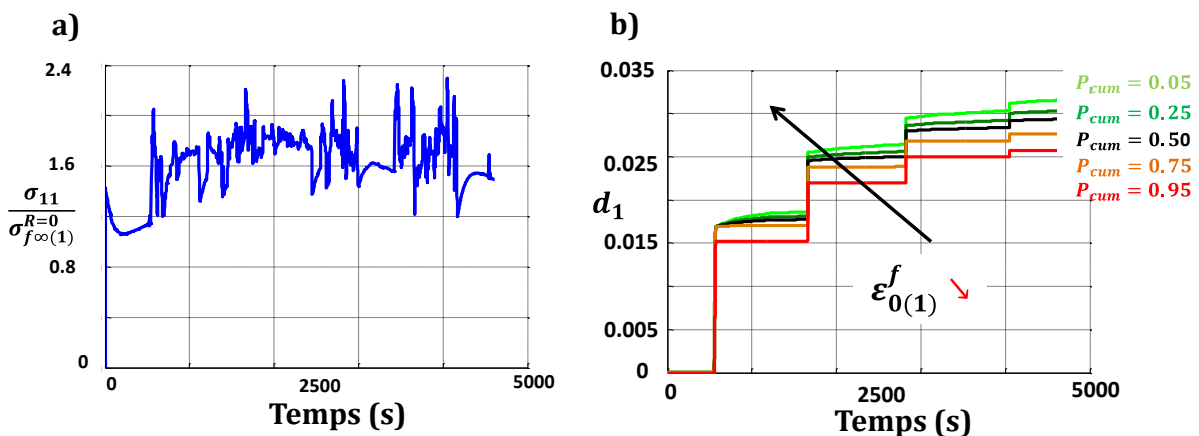 a)
2.4
1.6
0.8
0
σ11 / σf∞(1)^R=0
0 2500 5000
Temps (s)
b)
0.035
0.025
0.015
0.005
0
d1
ε0(1)^f ↘
0 2500 5000
Temps (s)
Pcum = 0.05
Pcum = 0.25
Pcum = 0.50
Pcum = 0.75
Pcum = 0.95